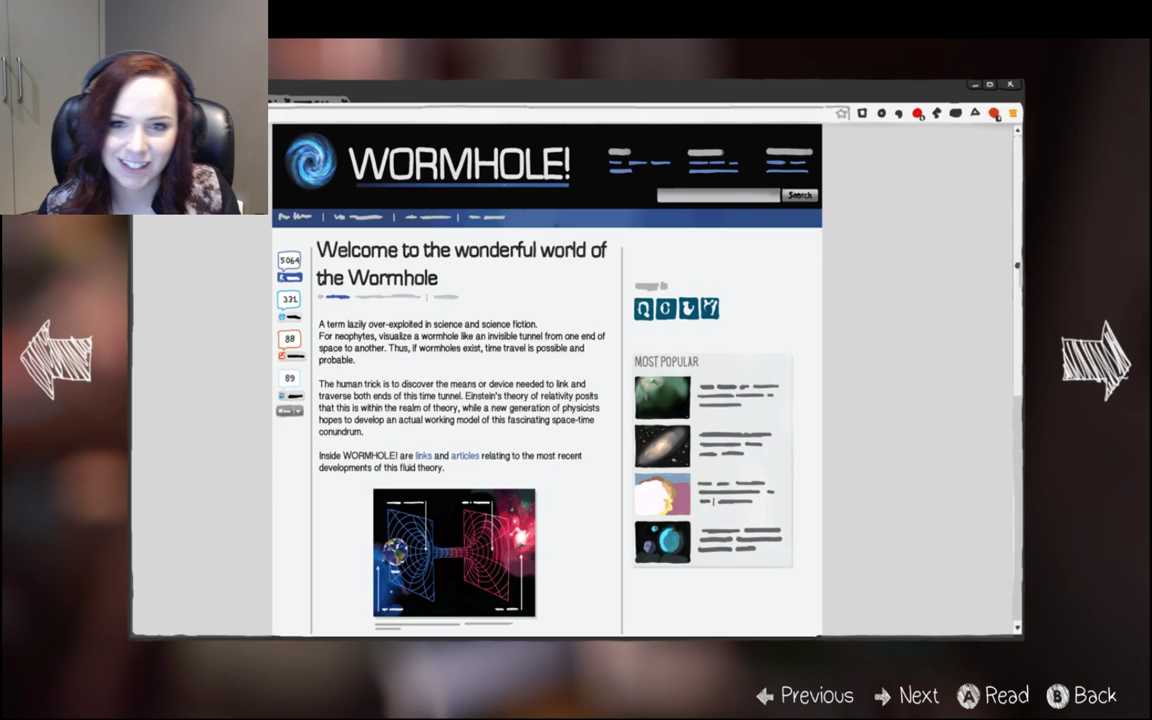 WORMHOLE!
Search
5064
Welcome to the wonderful world of
the Wormhole
331
A term lazily over-exploited in science and science fiction.
For neophytes, visualize a wormhole like an invisible tunnel from one end of
space to another. Thus, if wormholes exist, time travel is possible and
probable.
88
89
The human trick is to discover the means or device needed to link and
traverse both ends of this time tunnel. Einstein's theory of relativity posits
that this is within the realm of theory, while a new generation of physicists
hopes to develop an actual working model of this fascinating space-time
conundrum.
Inside WORMHOLE! are links and articles relating to the most recent
developments of this fluid theory.
MOST POPULAR
Previous Next A Read B Back